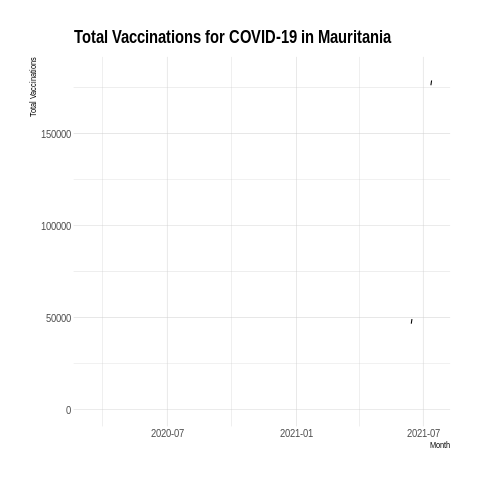 Total Vaccinations for COVID-19 in Mauritania
Total Vaccinations
150000
100000
50000
0
2020-07 2021-01 2021-07
Month